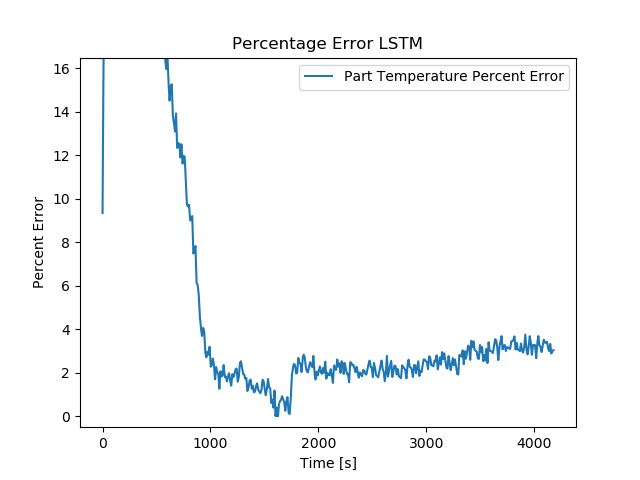 Percentage Error LSTM
Part Temperature Percent Error
16
14
12
10
8
6
4
2
0
Percent Error
0 1000 2000 3000 4000
Time [s]